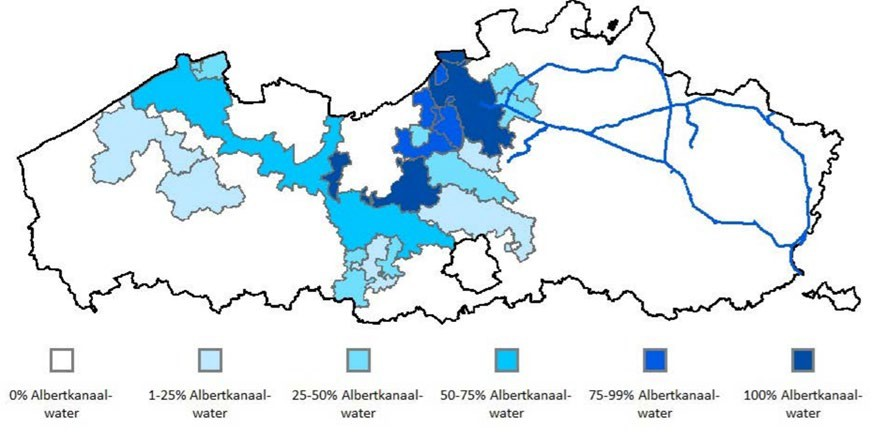 0% Albertkanaal-
water
1-25% Albertkanaal-
water
25-50% Albertkanaal-
water
50-75% Albertkanaal-
water
75-99% Albertkanaal-
water
100% Albertkanaal-
water